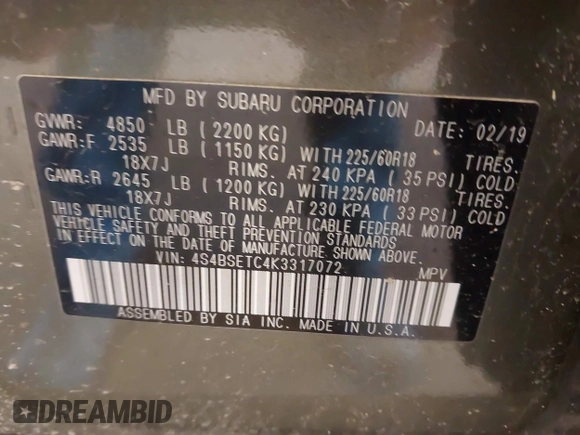 MFD BY SUBARU CORPORATION
GVWR: 4850 LB (2200 KG) DATE: 02/19
GAWR:F 2535 LB (1150 KG) WITH 225/60R18 TIRES.
18X7J RIMS. AT 240 KPA (35 PSI) COLD
GAWR:R 2645 LB (1200 KG) WITH 225/60R18 TIRES.
18X7J RIMS. AT 230 KPA (33 PSI) COLD
THIS VEHICLE CONFORMS TO ALL APPLICABLE FEDERAL MOTOR
VEHICLE SAFETY AND THEFT PREVENTION STANDARDS
IN EFFECT ON THE DATE OF MANUFACTURE SHOWN ABOVE.
VIN: 4S4BSETC4K3317072 MPV
ASSEMBLED BY SIA INC. MADE IN U.S.A.
DREAMBID